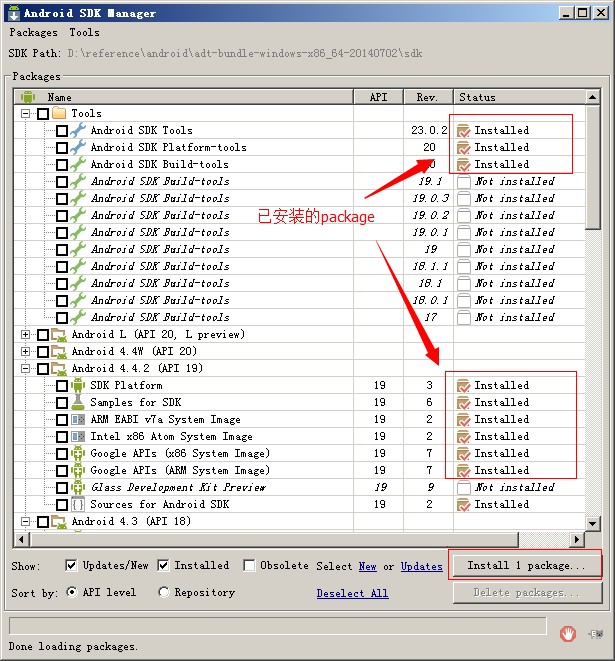 Android SDK Manager
Packages Tools
SDK Path: D:\reference\android\adt-bundle-windows-x86_64-20140702\sdk
Packages
Name API Rev. Status
Tools
Android SDK Tools 23.0.2 Installed
Android SDK Platform-tools 20 Installed
Android SDK Build-tools Installed
Android SDK Build-tools 19.1 Not installed
Android SDK Build-tools 19.0.3 Not installed
Android SDK Build-tools 19.0.2 Not installed
已安装的package
Android SDK Build-tools 19.0.1 Not installed
Android SDK Build-tools 19 Not installed
Android SDK Build-tools 18.1.1 Not installed
Android SDK Build-tools 18.1 Not installed
Android SDK Build-tools 18.0.1 Not installed
Android SDK Build-tools 17 Not installed
Android L (API 20, L preview)
Android 4.4W (API 20)
Android 4.4.2 (API 19)
SDK Platform 19 3 Installed
Samples for SDK 19 6 Installed
ARM EABI v7a System Image 19 2 Installed
Intel x86 Atom System Image 19 2 Installed
Google APIs (x86 System Image) 19 7 Installed
Google APIs (ARM System Image) 19 7 Installed
Glass Development Kit Preview 19 9 Not installed
Sources for Android SDK 19 2 Installed
Android 4.3 (API 18)
Show: Updates/New Installed Obsolete Select New or Updates Install 1 package...
Sort by: API level Repository Deselect All Delete packages...
Done loading packages.